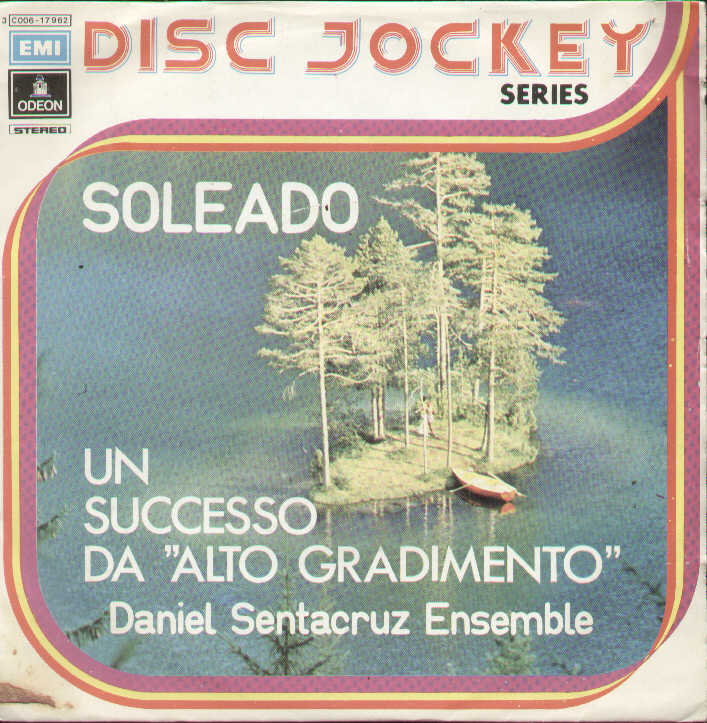 3 C006-17962
EMI
ODEON
STEREO
DISC JOCKEY
SERIES
SOLEADO
UN
SUCCESSO
DA "ALTO GRADIMENTO"
Daniel Sentacruz Ensemble